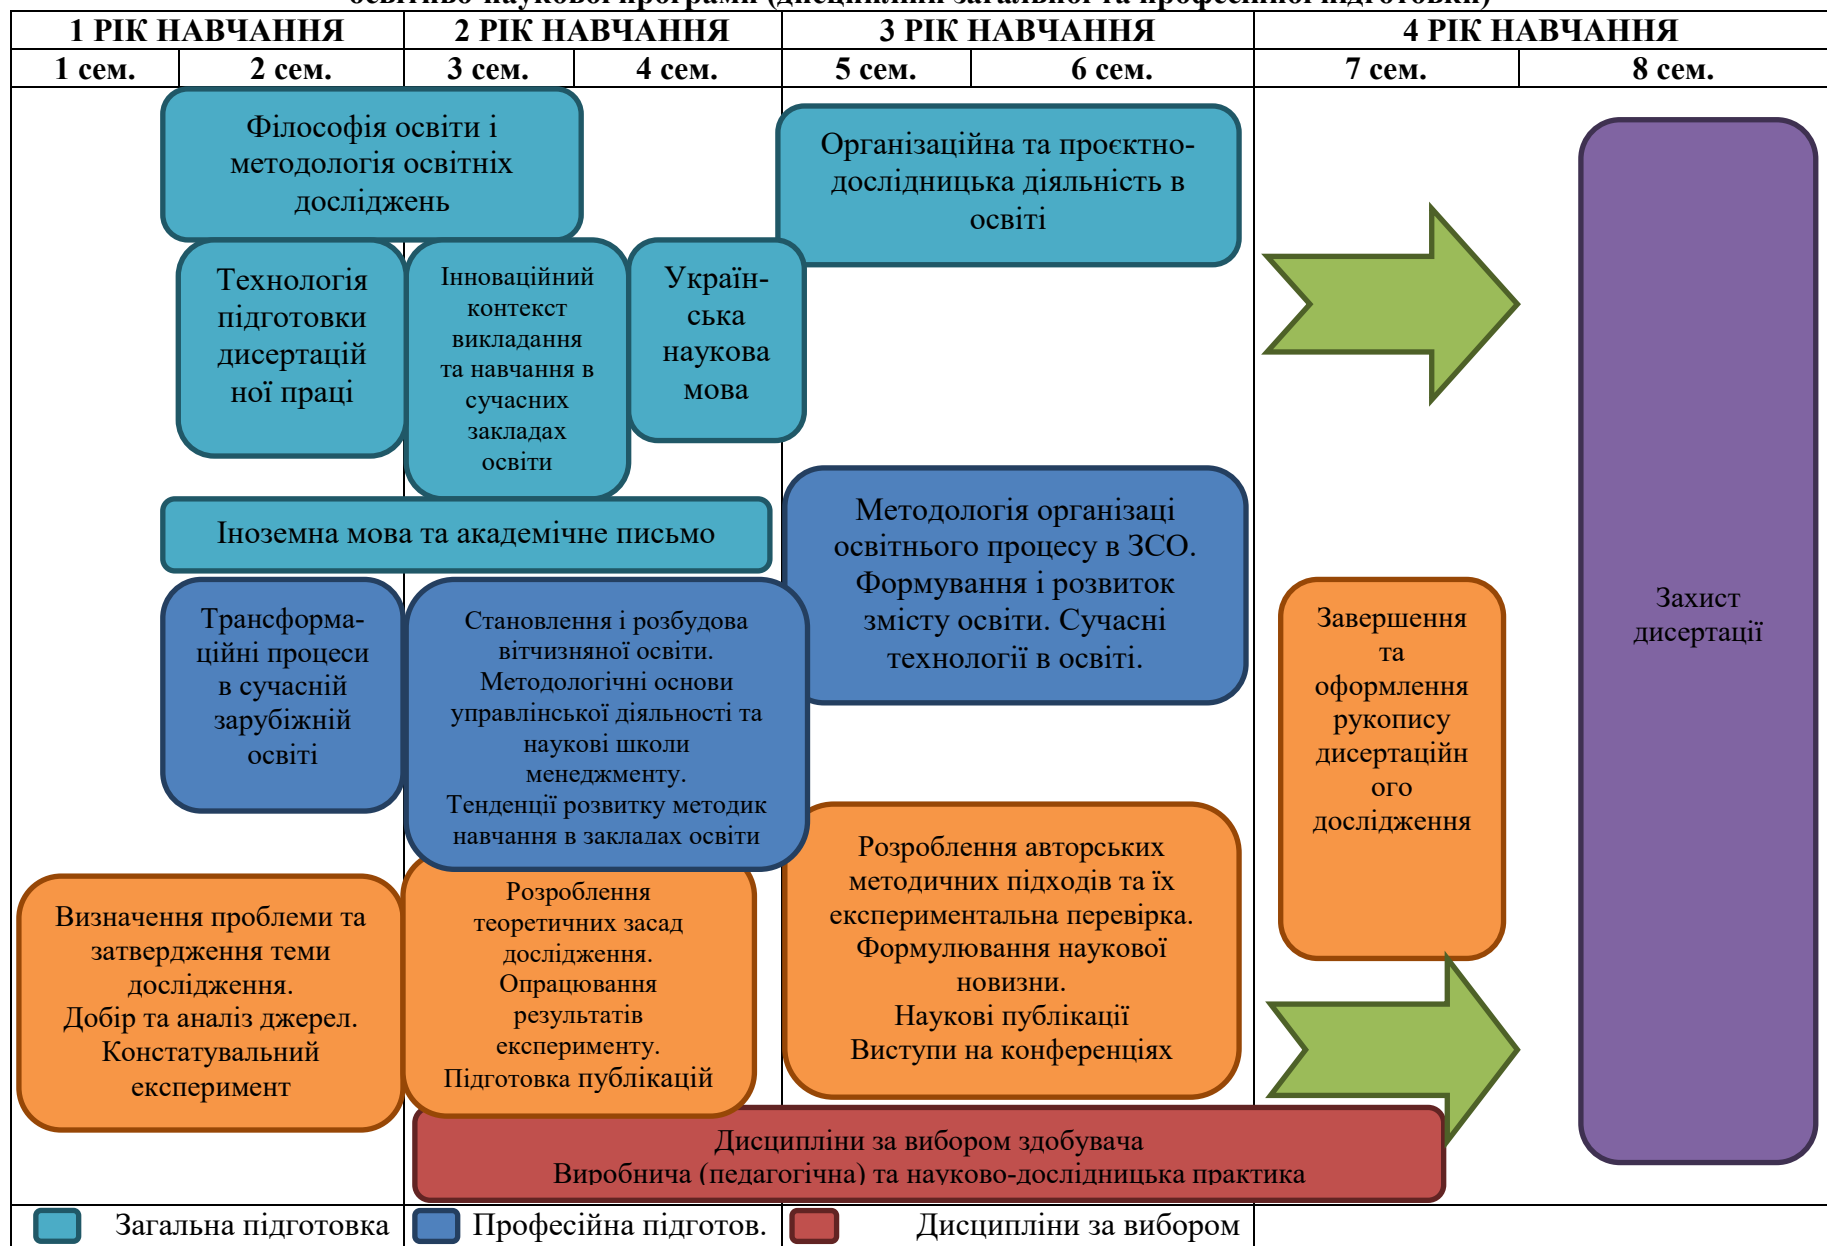 освітньо-наукової програми (дисципліни загальної та професійної підготовки)
1 РІК НАВЧАННЯ
2 РІК НАВЧАННЯ
3 РІК НАВЧАННЯ
4 РІК НАВЧАННЯ
1 сем.
2 сем.
3 сем.
4 сем.
5 сем.
6 сем.
7 сем.
8 сем.
Філософія освіти і
методологія освітніх
досліджень
Організаційна та проєктно-
дослідницька діяльність в
освіті
Технологія
підготовки
дисертацій
ної праці
Інноваційний
контекст
викладання
та навчання в
сучасних
закладах
освіти
Україн-
ська
наукова
мова
Іноземна мова та академічне письмо
Методологія організаці
освітнього процесу в ЗСО.
Формування і розвиток
змісту освіти. Сучасні
технології в освіті.
Трансформа-
ційні процеси
в сучасній
зарубіжній
освіті
Становлення і розбудова
вітчизняної освіти.
Методологічні основи
управлінської діяльності та
наукові школи
менеджменту.
Тенденції розвитку методик
навчання в закладах освіти
Завершення
та
оформлення
рукопису
дисертаційн
ого
дослідження
Захист
дисертації
Визначення проблеми та
затвердження теми
дослідження.
Добір та аналіз джерел.
Констатувальний
експеримент
Розроблення
теоретичних засад
дослідження.
Опрацювання
результатів
експерименту.
Підготовка публікацій
Розроблення авторських
методичних підходів та їх
експериментальна перевірка.
Формулювання наукової
новизни.
Наукові публікації
Виступи на конференціях
Дисципліни за вибором здобувача
Виробнича (педагогічна) та науково-дослідницька практика
Загальна підготовка
Професійна підготов.
Дисципліни за вибором